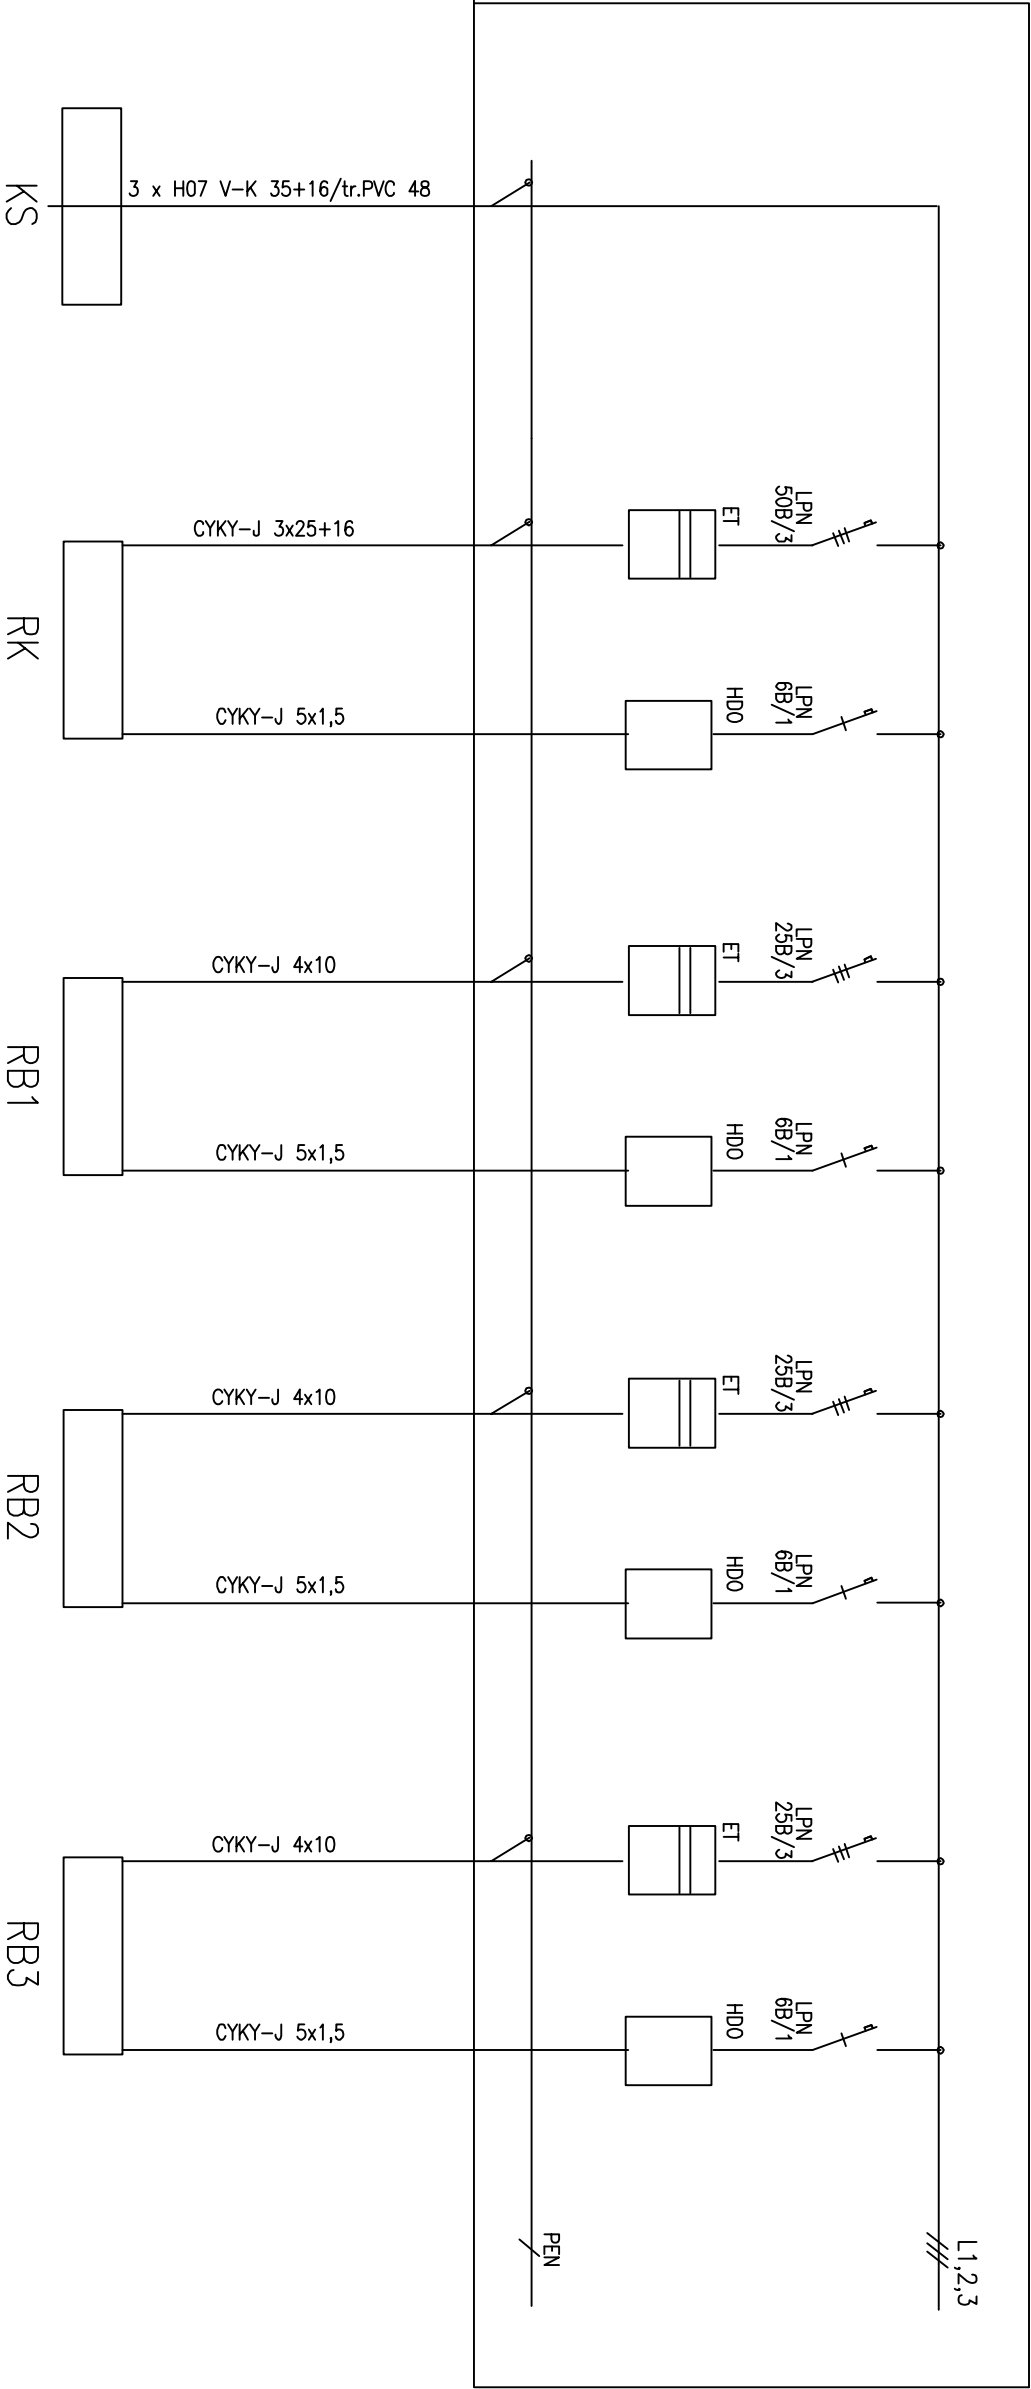 KS
3 x H07 V-K 35+16/tr.PVC 48
RK
CYKY-J 3x25+16
ET
LPN
50B/3
CYKY-J 5x1,5
HDO
LPN
6B/1
RB1
CYKY-J 4x10
ET
LPN
25B/3
CYKY-J 5x1,5
HDO
LPN
6B/1
RB2
CYKY-J 4x10
ET
LPN
25B/3
CYKY-J 5x1,5
HDO
LPN
6B/1
RB3
CYKY-J 4x10
ET
LPN
25B/3
CYKY-J 5x1,5
HDO
LPN
6B/1
PEN
L1,2,3